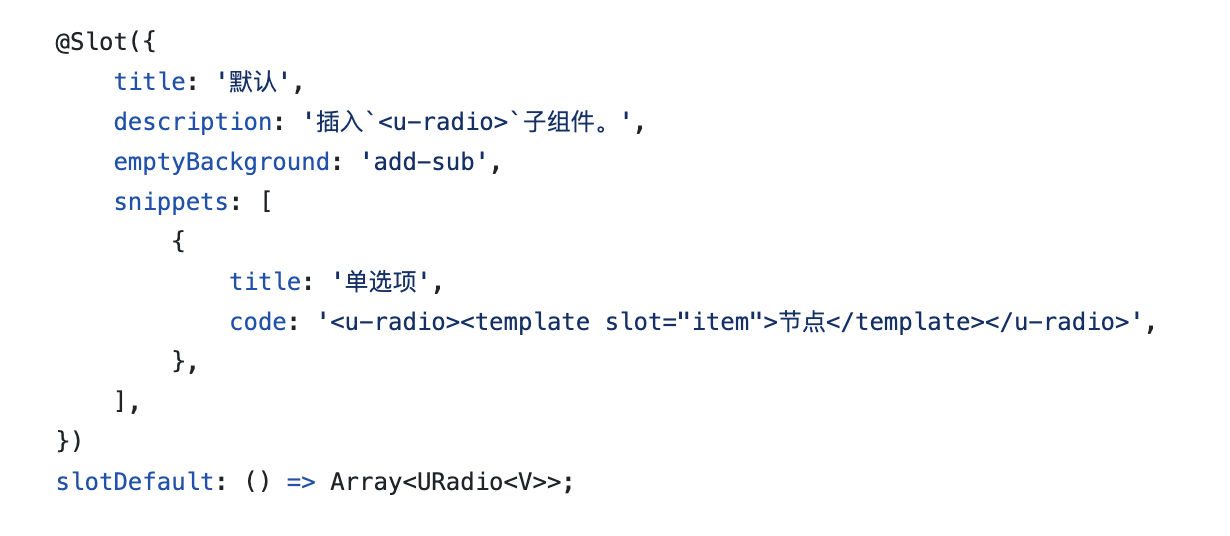 @Slot({
    title: '默认',
    description: '插入`<u-radio>`子组件。',
    emptyBackground: 'add-sub',
    snippets: [
        {
            title: '单选项',
            code: '<u-radio><template slot="item">节点</template></u-radio>',
        },
    ],
})
slotDefault: () => Array<URadio<V>>;